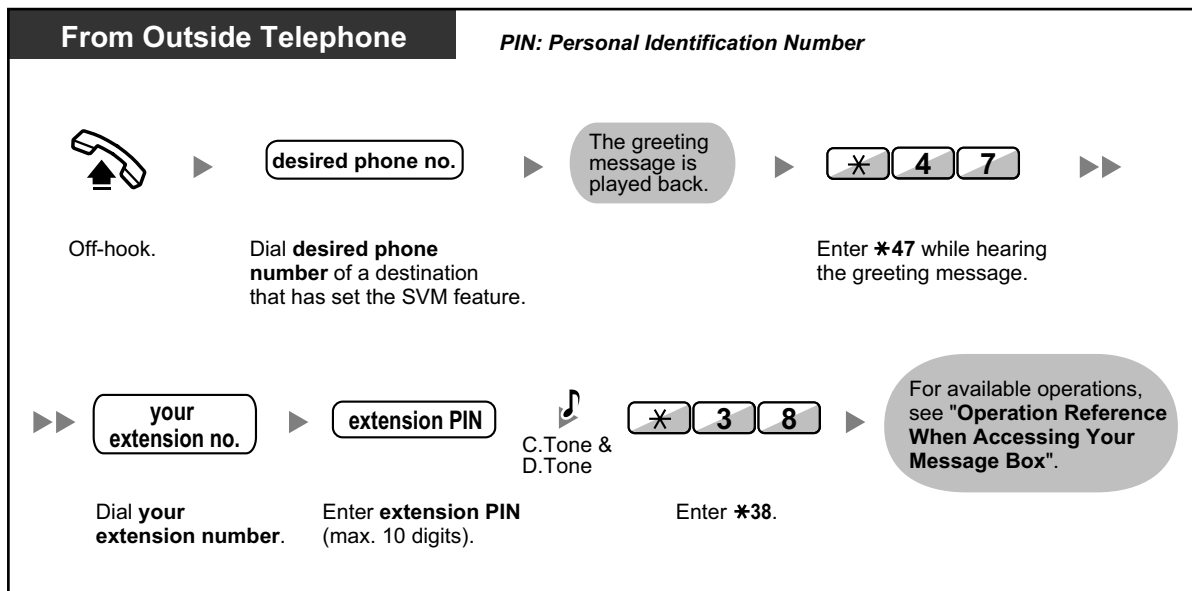 From Outside Telephone
PIN: Personal Identification Number
desired phone no.
The greeting
message is
played back.
✳ 4 7
Off-hook.
Dial desired phone
number of a destination
that has set the SVM feature.
Enter ✳47 while hearing
the greeting message.
your
extension no.
extension PIN
C.Tone &
D.Tone
✳ 3 8
For available operations,
see "Operation Reference
When Accessing Your
Message Box".
Dial your
extension number.
Enter extension PIN
(max. 10 digits).
Enter ✳38.